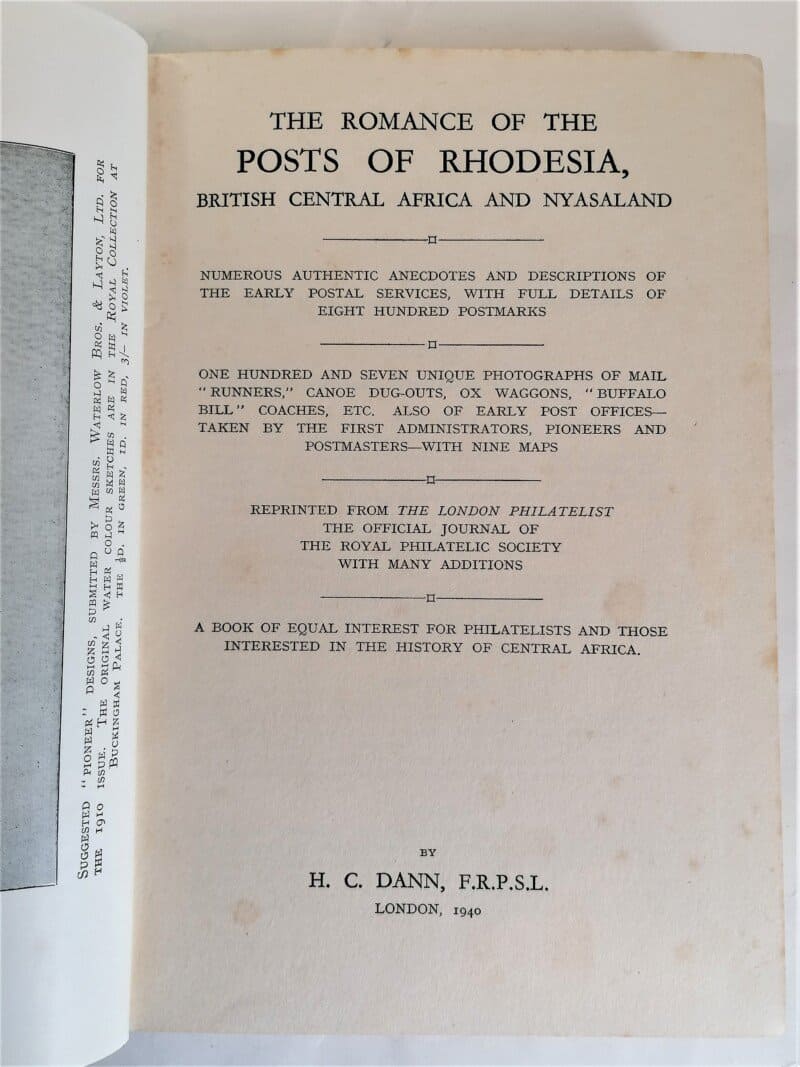 SUGGESTED "PIONEER" DESIGNS, SUBMITTED BY MESSRS. WATERLOW BROS. & LAYTON, LTD. FOR
THE 1910 ISSUE. THE ORIGINAL WATER COLOUR SKETCHES ARE IN THE ROYAL COLLECTION AT
BUCKINGHAM PALACE. THE ½D. IN GREEN, 1D. IN RED, 3/– IN VIOLET.
THE ROMANCE OF THE
POSTS OF RHODESIA,
BRITISH CENTRAL AFRICA AND NYASALAND
NUMEROUS AUTHENTIC ANECDOTES AND DESCRIPTIONS OF
THE EARLY POSTAL SERVICES, WITH FULL DETAILS OF
EIGHT HUNDRED POSTMARKS
ONE HUNDRED AND SEVEN UNIQUE PHOTOGRAPHS OF MAIL
"RUNNERS," CANOE DUG-OUTS, OX WAGGONS, "BUFFALO
BILL" COACHES, ETC. ALSO OF EARLY POST OFFICES—
TAKEN BY THE FIRST ADMINISTRATORS, PIONEERS AND
POSTMASTERS—WITH NINE MAPS
REPRINTED FROM THE LONDON PHILATELIST
THE OFFICIAL JOURNAL OF
THE ROYAL PHILATELIC SOCIETY
WITH MANY ADDITIONS
A BOOK OF EQUAL INTEREST FOR PHILATELISTS AND THOSE
INTERESTED IN THE HISTORY OF CENTRAL AFRICA.
BY
H. C. DANN, F.R.P.S.L.
LONDON, 1940